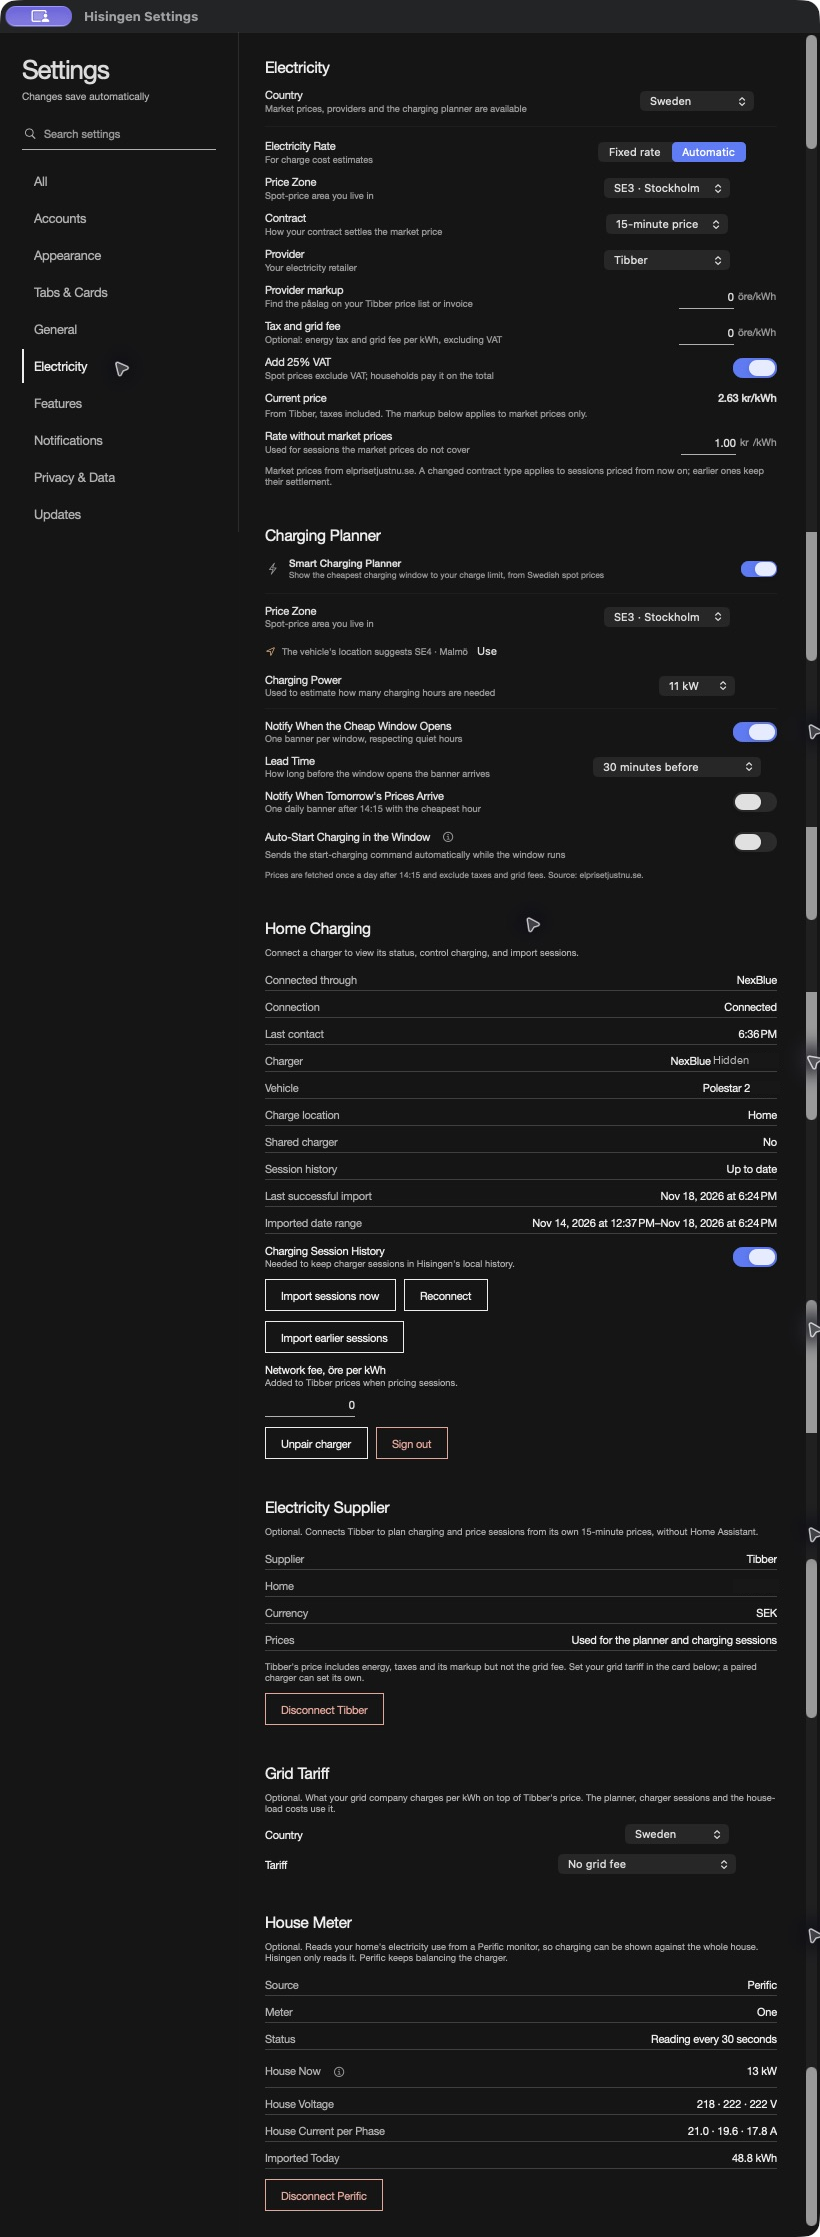 Hisingen Settings
Settings
Changes save automatically
Search settings
All
Accounts
Appearance
Tabs & Cards
General
Electricity
Features
Notifications
Privacy & Data
Updates
Electricity
Country
Market prices, providers and the charging planner are available
Sweden
Electricity Rate
For charge cost estimates
Fixed rate
Automatic
Price Zone
Spot-price area you live in
SE3 · Stockholm
Contract
How your contract settles the market price
15-minute price
Provider
Your electricity retailer
Tibber
Provider markup
Find the påslag on your Tibber price list or invoice
0 öre/kWh
Tax and grid fee
Optional: energy tax and grid fee per kWh, excluding VAT
0 öre/kWh
Add 25% VAT
Spot prices exclude VAT; households pay it on the total
Current price
2.63 kr/kWh
From Tibber, taxes included. The markup below applies to market prices only.
Rate without market prices
Used for sessions the market prices do not cover
1.00 kr /kWh
Market prices from elprisetjustnu.se. A changed contract type applies to sessions priced from now on; earlier ones keep
their settlement.
Charging Planner
Smart Charging Planner
Show the cheapest charging window to your charge limit, from Swedish spot prices
Price Zone
Spot-price area you live in
SE3 · Stockholm
The vehicle's location suggests SE4 · Malmö Use
Charging Power
Used to estimate how many charging hours are needed
11 kW
Notify When the Cheap Window Opens
One banner per window, respecting quiet hours
Lead Time
How long before the window opens the banner arrives
30 minutes before
Notify When Tomorrow's Prices Arrive
One daily banner after 14:15 with the cheapest hour
Auto-Start Charging in the Window
Sends the start-charging command automatically while the window runs
Prices are fetched once a day after 14:15 and exclude taxes and grid fees. Source: elprisetjustnu.se.
Home Charging
Connect a charger to view its status, control charging, and import sessions.
Connected through NexBlue
Connection Connected
Last contact 6:36 PM
Charger NexBlue Hidden
Vehicle Polestar 2
Charge location Home
Shared charger No
Session history Up to date
Last successful import Nov 18, 2026 at 6:24 PM
Imported date range Nov 14, 2026 at 12:37 PM–Nov 18, 2026 at 6:24 PM
Charging Session History
Needed to keep charger sessions in Hisingen's local history.
Import sessions now
Reconnect
Import earlier sessions
Network fee, öre per kWh
Added to Tibber prices when pricing sessions.
0
Unpair charger
Sign out
Electricity Supplier
Optional. Connects Tibber to plan charging and price sessions from its own 15-minute prices, without Home Assistant.
Supplier Tibber
Home
Currency SEK
Prices Used for the planner and charging sessions
Tibber's price includes energy, taxes and its markup but not the grid fee. Set your grid tariff in the card below; a paired
charger can set its own.
Disconnect Tibber
Grid Tariff
Optional. What your grid company charges per kWh on top of Tibber's price. The planner, charger sessions and the house-
load costs use it.
Country Sweden
Tariff No grid fee
House Meter
Optional. Reads your home's electricity use from a Perific monitor, so charging can be shown against the whole house.
Hisingen only reads it. Perific keeps balancing the charger.
Source Perific
Meter One
Status Reading every 30 seconds
House Now 13 kW
House Voltage 218 · 222 · 222 V
House Current per Phase 21.0 · 19.6 · 17.8 A
Imported Today 48.8 kWh
Disconnect Perific